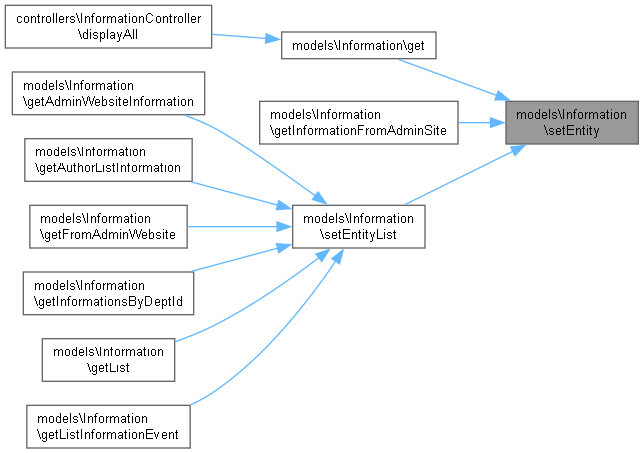 controllers\InformationController
\displayAll
models\Information\get
models\Information
\getAdminWebsiteInformation
models\Information
\getInformationFromAdminSite
models\Information
\setEntity
models\Information
\getAuthorListInformation
models\Information
\getFromAdminWebsite
models\Information
\setEntityList
models\Information
\getInformationsByDeptId
models\Information
\getList
models\Information
\getListInformationEvent